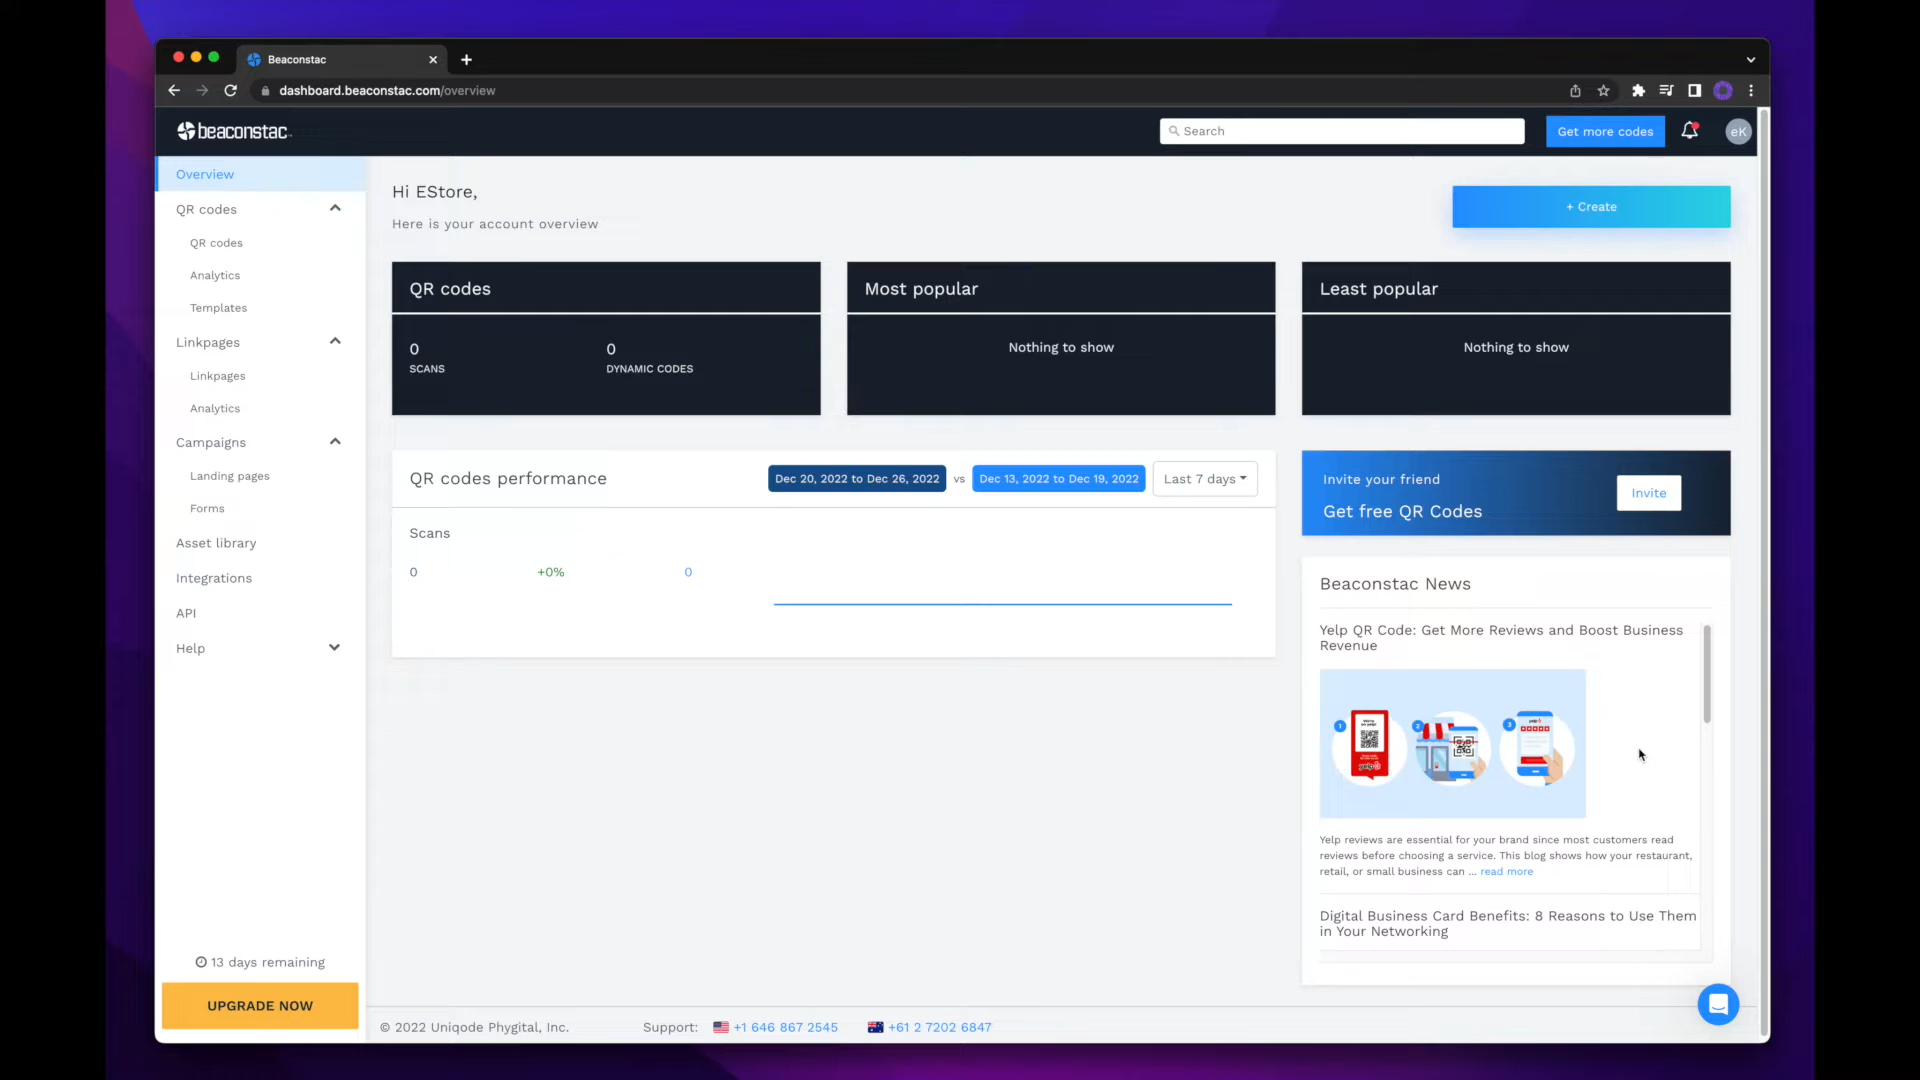 Beaconstac
dashboard.beaconstac.com/overview
beaconstac
Search
Get more codes
eK
Overview
QR codes
QR codes
Analytics
Templates
Linkpages
Linkpages
Analytics
Campaigns
Landing pages
Forms
Asset library
Integrations
API
Help
13 days remaining
UPGRADE NOW
Hi EStore,
Here is your account overview
+ Create
QR codes
0
SCANS
0
DYNAMIC CODES
Most popular
Nothing to show
Least popular
Nothing to show
QR codes performance
Dec 20, 2022 to Dec 26, 2022 vs Dec 13, 2022 to Dec 19, 2022
Last 7 days
Scans
0 +0% 0
Invite your friend
Get free QR Codes
Invite
Beaconstac News
Yelp QR Code: Get More Reviews and Boost Business
Revenue
1
yelp
2
3
yelp
Yelp reviews are essential for your brand since most customers read
reviews before choosing a service. This blog shows how your restaurant,
retail, or small business can ... read more
Digital Business Card Benefits: 8 Reasons to Use Them
in Your Networking
© 2022 Uniqode Phygital, Inc.
Support: +1 646 867 2545 +61 2 7202 6847